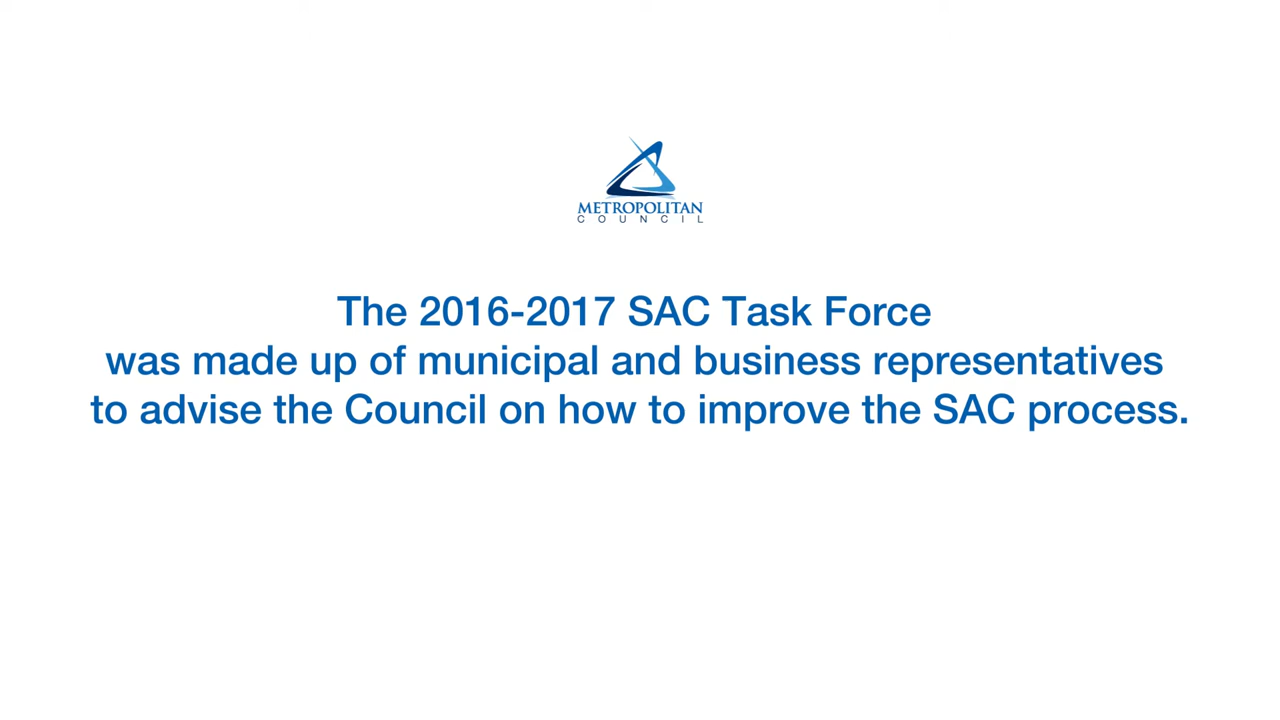 METROPOLITAN
COUNCIL
The 2016-2017 SAC Task Force
was made up of municipal and business representatives
to advise the Council on how to improve the SAC process.